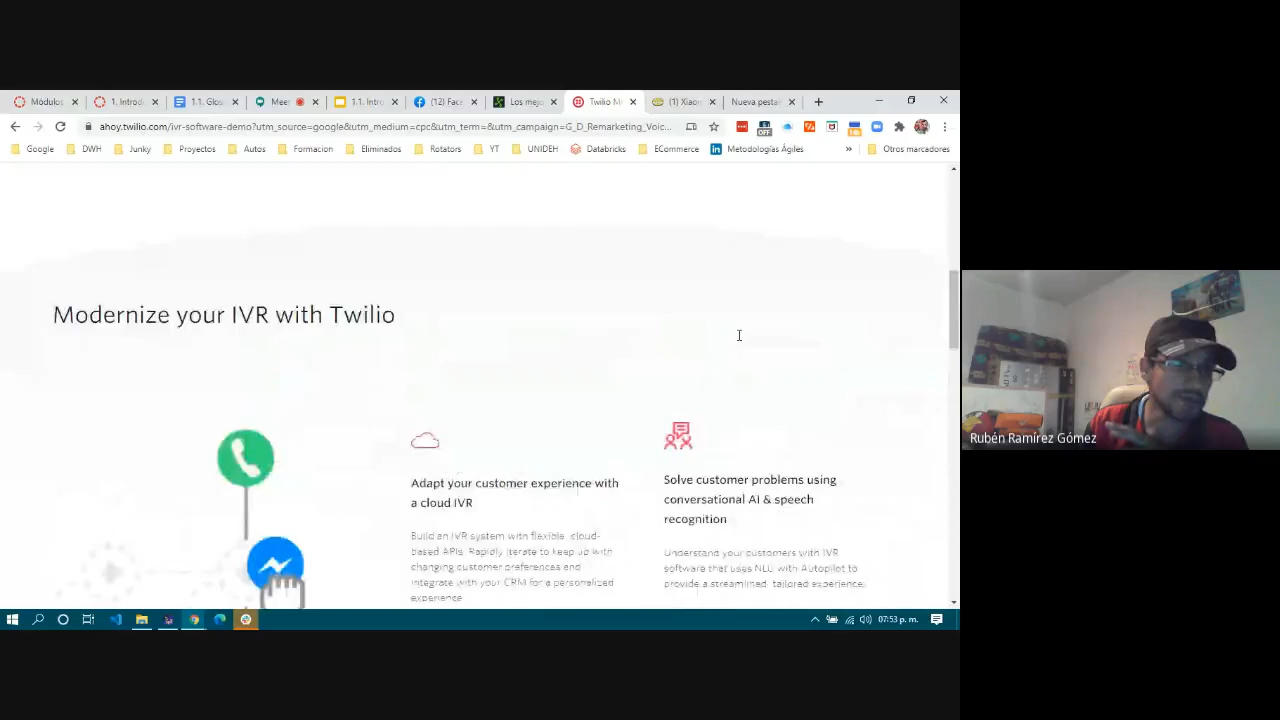 Módulos
1. Introd
1.1. Glos
Meet
1.1. Intro
(12) Face
Los mejo
Twilio M
(1) Xiaom
Nueva pestañ
ahoy.twilio.com/ivr-software-demo?utm_source=google&utm_medium=cpc&utm_term=&utm_campaign=G_D_Remarketing_Voic...
OFF
Google
DWH
Junky
Proyectos
Autos
Formacion
Eliminados
Rotators
YT
UNIDEH
Databricks
ECommerce
Metodologías Ágiles
»
Otros marcadores
Modernize your IVR with Twilio
Adapt your customer experience with
a cloud IVR
Build an IVR system with flexible, cloud-
based APIs. Rapidly iterate to keep up with
changing customer preferences and
integrate with your CRM for a personalized
experience
Solve customer problems using
conversational AI & speech
recognition
Understand your customers with IVR
software that uses NLU with Autopilot to
provide a streamlined, tailored experience.
07:53 p. m.
Rubén Ramírez Gómez